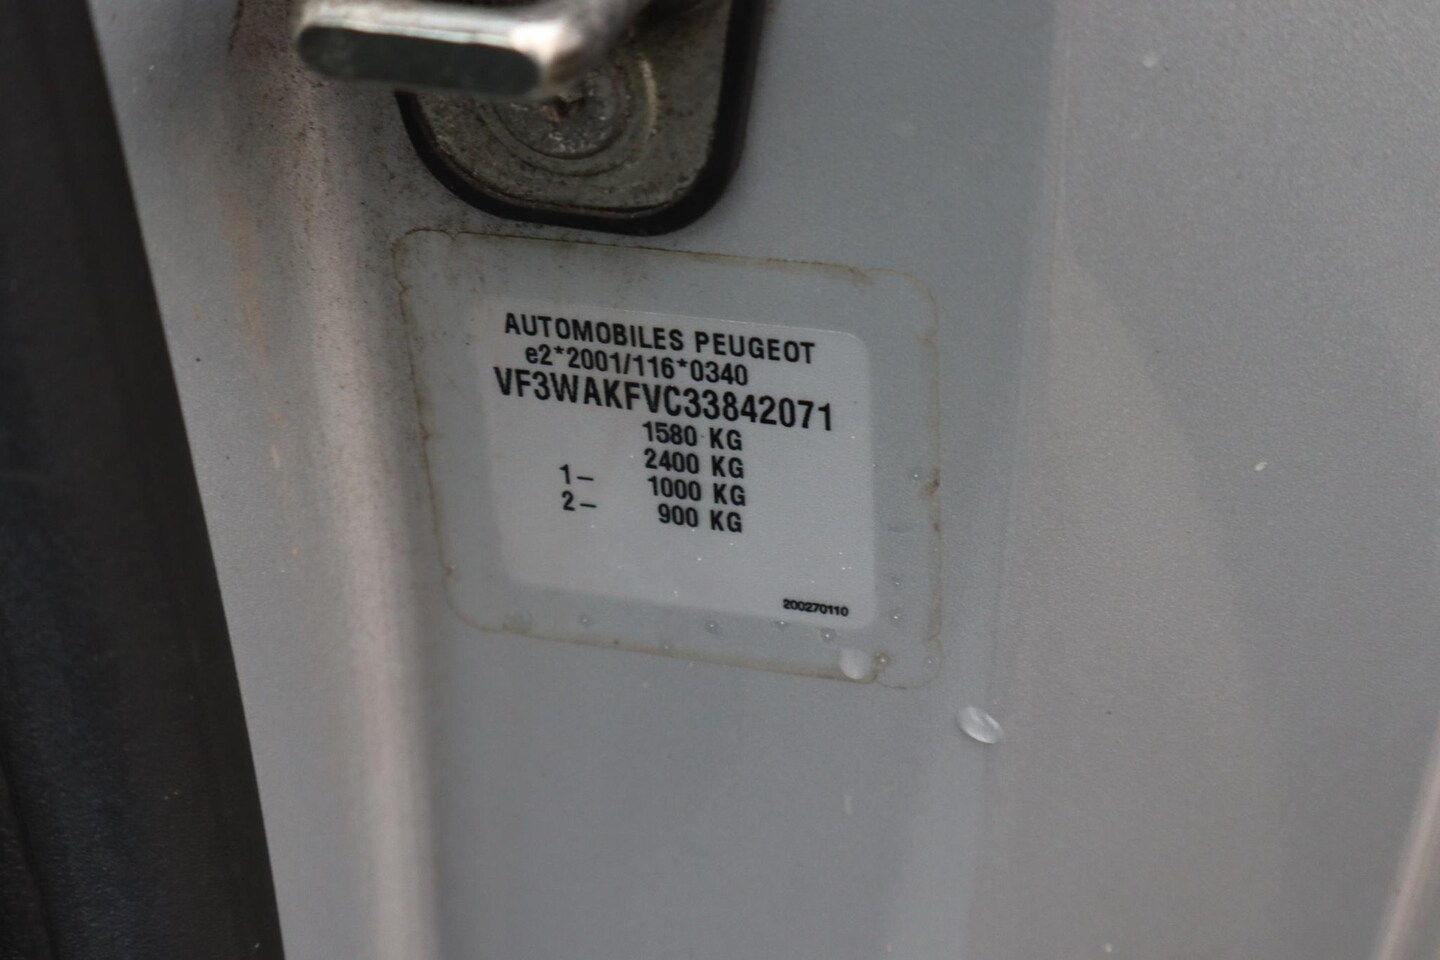 AUTOMOBILES PEUGEOT
e2*2001/116*0340
VF3WAKFVC33842071
1580 KG
2400 KG
1– 1000 KG
2– 900 KG
200270110